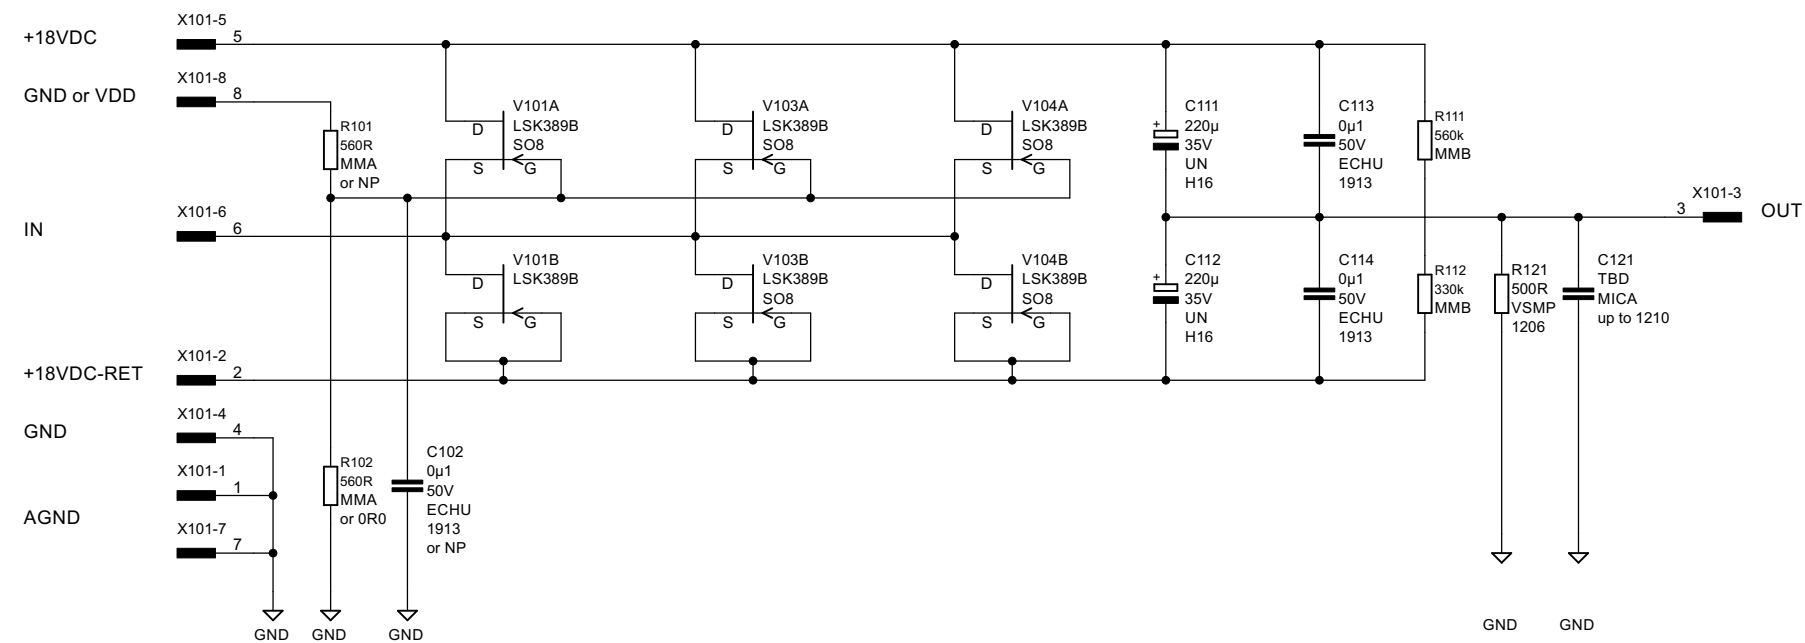 +18VDC
X101-5
5
GND or VDD
X101-8
8
R101
560R
MMA
or NP
D
S
G
V101A
LSK389B
SO8
D
S
G
V103A
LSK389B
SO8
D
S
G
V104A
LSK389B
SO8
+
C111
220µ
35V
UN
H16
C113
0µ1
50V
ECHU
1913
R111
560k
MMB
IN
X101-6
6
X101-3
3
OUT
D
S
G
V101B
LSK389B
D
S
G
V103B
LSK389B
SO8
D
S
G
V104B
LSK389B
SO8
+
C112
220µ
35V
UN
H16
C114
0µ1
50V
ECHU
1913
R112
330k
MMB
R121
500R
VSMP
1206
C121
TBD
MICA
up to 1210
+18VDC-RET
X101-2
2
GND
X101-4
4
X101-1
1
AGND
X101-7
7
R102
560R
MMA
or 0R0
C102
0µ1
50V
ECHU
1913
or NP
GND
GND
GND
GND
GND